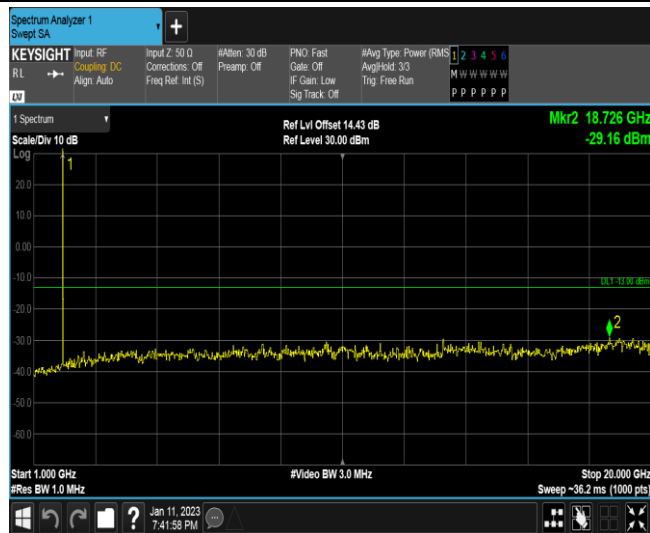 Spectrum Analyzer 1
Swept SA
+
KEYSIGHT
RL
Input: RF
Coupling: DC
Align: Auto
Input Z: 50 Ω
Corrections: Off
Freq Ref: Int (S)
#Atten: 30 dB
Preamp: Off
PNO: Fast
Gate: Off
IF Gain: Low
Sig Track: Off
#Avg Type: Power (RMS
Avg|Hold: 3/3
Trig: Free Run
1 2 3 4 5 6
M W W W W W
P P P P P P
LXI
1 Spectrum
Scale/Div 10 dB
Log
Ref Lvl Offset 14.43 dB
Ref Level 30.00 dBm
Mkr2 18.726 GHz
-29.16 dBm
1
20.0
10.0
0.00
-10.0
DL1 -13.00 dBm
-20.0
2
-30.0
-40.0
-50.0
-60.0
Start 1.000 GHz
#Res BW 1.0 MHz
#Video BW 3.0 MHz
Stop 20.000 GHz
Sweep ~36.2 ms (1000 pts)
?
Jan 11, 2023
7:41:58 PM